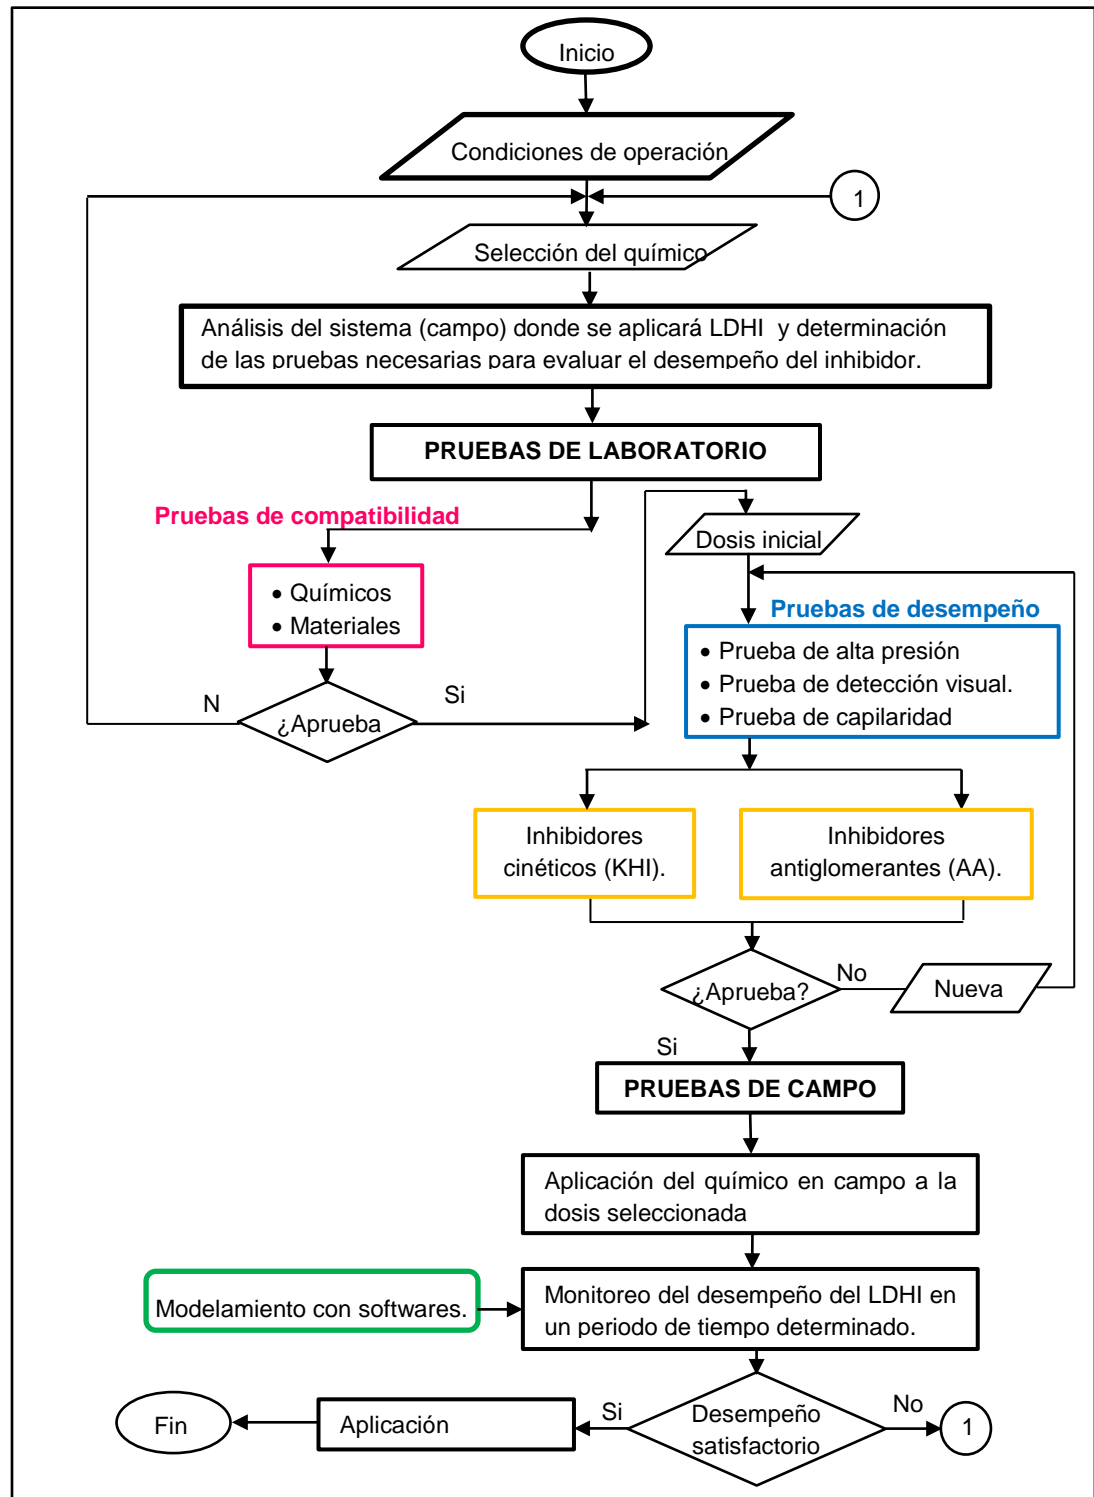 Inicio
Condiciones de operación
1
Selección del químico
Análisis del sistema (campo) donde se aplicará LDHI y determinación
de las pruebas necesarias para evaluar el desempeño del inhibidor.
PRUEBAS DE LABORATORIO
Pruebas de compatibilidad
• Químicos
• Materiales
N
¿Aprueba
Si
Dosis inicial
Pruebas de desempeño
• Prueba de alta presión
• Prueba de detección visual.
• Prueba de capilaridad
Inhibidores
cinéticos (KHI).
Inhibidores
antiglomerantes (AA).
¿Aprueba?
No
Nueva
Si
PRUEBAS DE CAMPO
Aplicación del químico en campo a la
dosis seleccionada
Modelamiento con softwares.
Monitoreo del desempeño del LDHI en
un periodo de tiempo determinado.
Desempeño
satisfactorio
No
1
Si
Aplicación
Fin